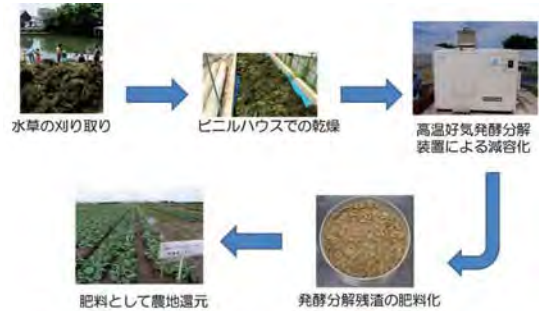 水草の刈り取り
ビニルハウスでの乾燥
高温好気発酵分解
装置による減容化
発酵分解残渣の肥料化
肥料として農地還元